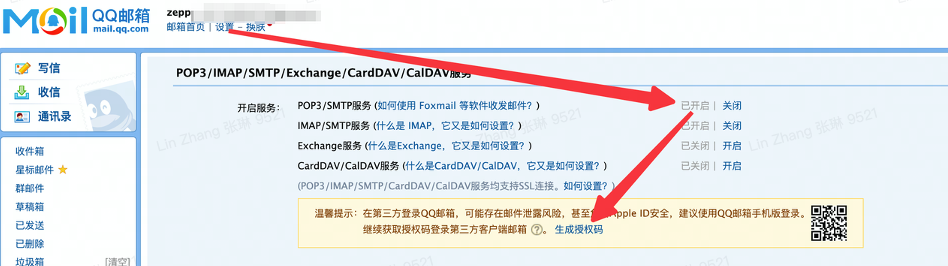 Mail QQ邮箱
mail.qq.com
zepp
邮箱首页 | 设置 - 换肤
写信
收信
通讯录
收件箱
星标邮件
群邮件
草稿箱
已发送
已删除
垃圾箱 [清空]
POP3/IMAP/SMTP/Exchange/CardDAV/CalDAV服务
开启服务: POP3/SMTP服务 (如何使用 Foxmail 等软件收发邮件?) 已开启 | 关闭
IMAP/SMTP服务 (什么是 IMAP，它又是如何设置?) 已开启 | 关闭
Exchange服务 (什么是Exchange，它又是如何设置?) 已关闭 | 开启
CardDAV/CalDAV服务 (什么是CardDAV/CalDAV，它又是如何设置?) 已关闭 | 开启
(POP3/IMAP/SMTP/CardDAV/CalDAV服务均支持SSL连接。如何设置?)
温馨提示: 在第三方登录QQ邮箱，可能存在邮件泄露风险，甚至 Apple ID安全，建议使用QQ邮箱手机版登录。
继续获取授权码登录第三方客户端邮箱 ? 。 生成授权码
Lin Zhang 张琳 9521
Lin Zhang 张琳 9521
Lin Zhang 张琳 9521